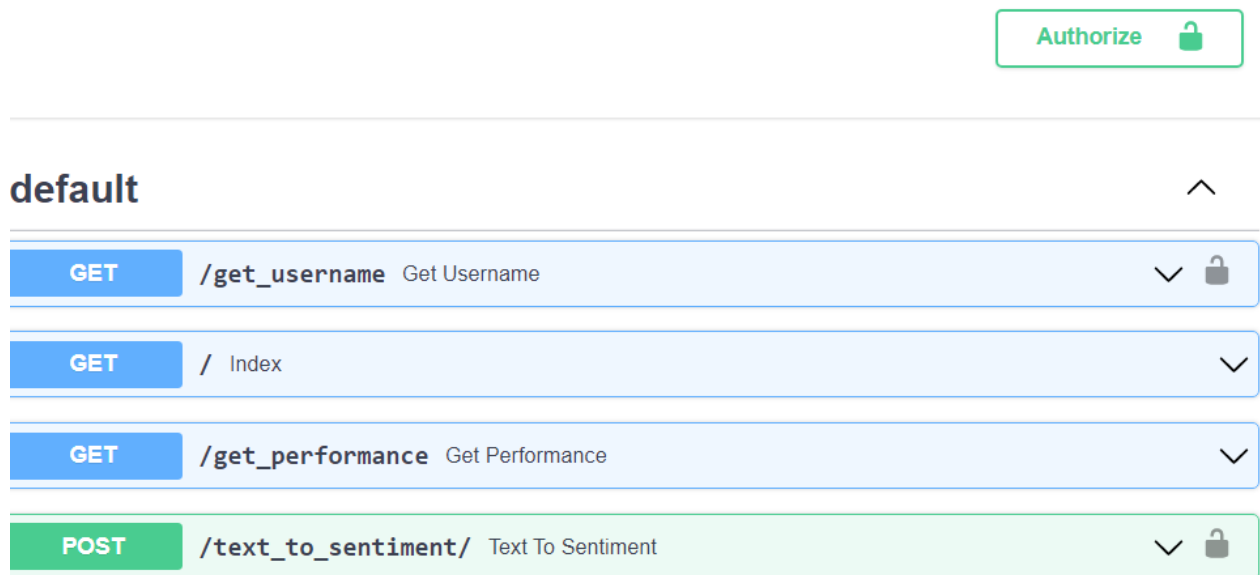 Authorize
default
GET /get_username Get Username
GET / Index
GET /get_performance Get Performance
POST /text_to_sentiment/ Text To Sentiment